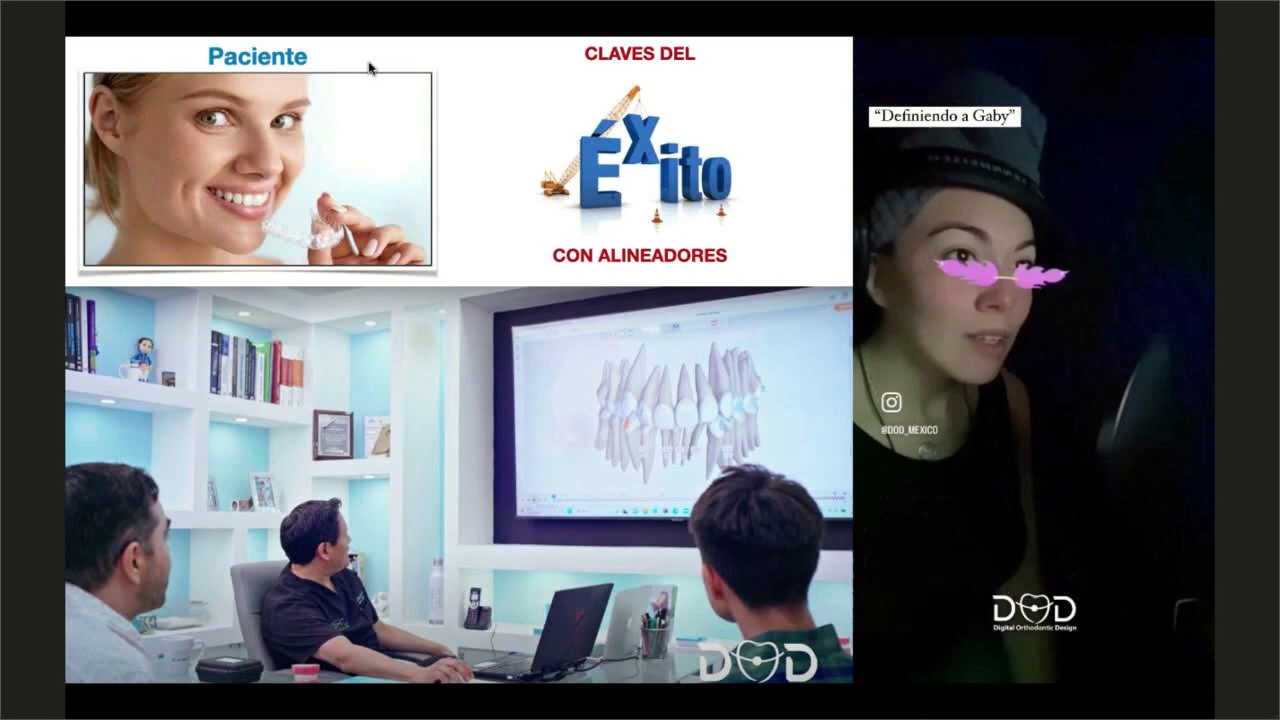 Paciente
CLAVES DEL
Éxito
CON ALINEADORES
“Definiendo a Gaby”
@DOD_MEXICO
DOD
Digital Orthodontic Design
DOD